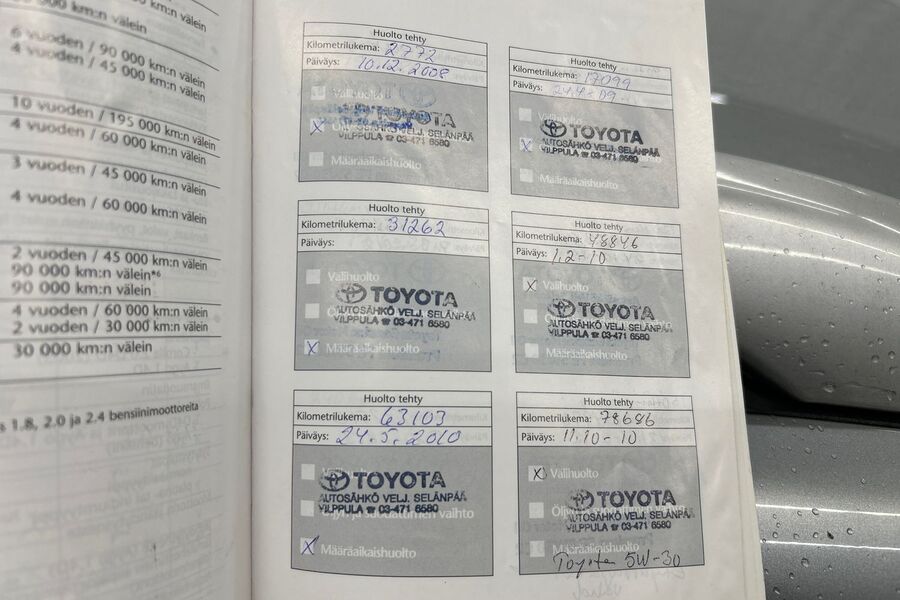 km:n välein
6 vuoden / 90 000 km:n välein
4 vuoden / 45 000 km:n välein
10 vuoden / 195 000 km:n välein
4 vuoden / 60 000 km:n välein
3 vuoden / 45 000 km:n välein
4 vuoden / 60 000 km:n välein
2 vuoden / 45 000 km:n välein
90 000 km:n välein*6
90 000 km:n välein
4 vuoden / 60 000 km:n välein
2 vuoden / 30 000 km:n välein
30 000 km:n välein
s 1.8, 2.0 ja 2.4 bensiinimoottoreita
Huolto tehty
Kilometrilukema: 2772
Päiväys: 10.12.2008
Välihuolto
TOYOTA
AUTOSÄHKÖ VELJ. SELÄNPÄÄ
VILPPULA ☎ 03-471 6580
Määräaikaishuolto
Huolto tehty
Kilometrilukema: 17099
Päiväys:
TOYOTA
AUTOSÄHKÖ VELJ. SELÄNPÄÄ
VILPPULA ☎ 03-471 6580
Määräaikaishuolto
Huolto tehty
Kilometrilukema: 31262
Päiväys:
Välihuolto
TOYOTA
AUTOSÄHKÖ VELJ. SELÄNPÄÄ
VILPPULA ☎ 03-471 6580
Määräaikaishuolto
Huolto tehty
Kilometrilukema: 48846
Päiväys: 1.2-10
Välihuolto
TOYOTA
AUTOSÄHKÖ VELJ. SELÄNPÄÄ
VILPPULA ☎ 03-471 6580
Määräaikaishuolto
Huolto tehty
Kilometrilukema: 63103
Päiväys: 24.5.2010
Välihuolto
TOYOTA
AUTOSÄHKÖ VELJ. SELÄNPÄÄ
VILPPULA ☎ 03-471 6580
Öljyn ja suodattimen vaihto
Määräaikaishuolto
Huolto tehty
Kilometrilukema: 78686
Päiväys: 11.10-10
Välihuolto
TOYOTA
AUTOSÄHKÖ VELJ. SELÄNPÄÄ
VILPPULA ☎ 03-471 6580
Määräaikaishuolto
Toyota 5W-30